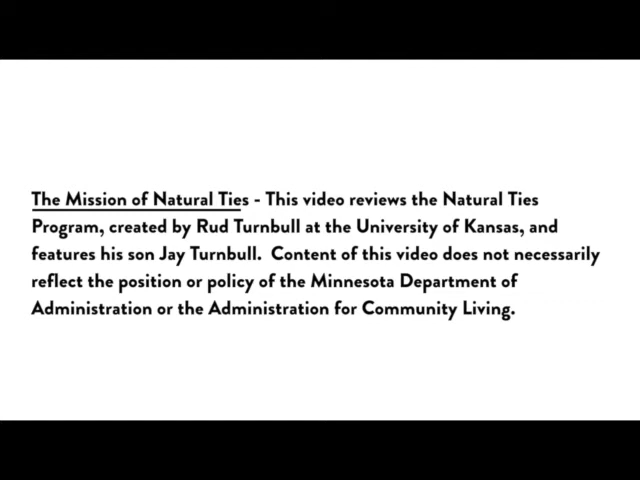 The Mission of Natural Ties - This video reviews the Natural Ties
Program, created by Rud Turnbull at the University of Kansas, and
features his son Jay Turnbull.  Content of this video does not necessarily
reflect the position or policy of the Minnesota Department of
Administration or the Administration for Community Living.